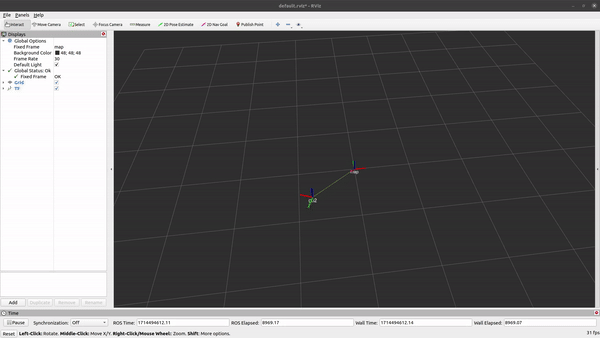 default.rviz* - RViz
File Panels Help
Interact Move Camera Select Focus Camera Measure 2D Pose Estimate 2D Nav Goal Publish Point
Displays
Global Options
Fixed Frame map
Background Color 48; 48; 48
Frame Rate 30
Default Light
Global Status: Ok
Fixed Frame OK
Grid
TF
map
Add Duplicate Remove Rename
Time
Pause Synchronization: Off ROS Time: 1714494612.11 ROS Elapsed: 8969.17 Wall Time: 1714494612.14 Wall Elapsed: 8969.07
Reset Left-Click: Rotate. Middle-Click: Move X/Y. Right-Click/Mouse Wheel: Zoom. Shift: More options. 31 fps